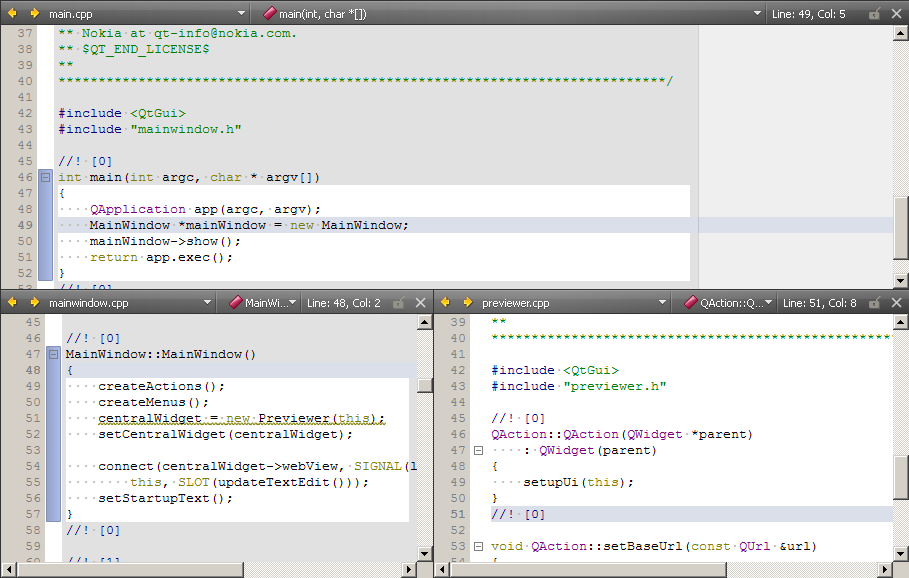 main.cpp main(int, char *[]) Line: 49, Col: 5
37 ** Nokia at qt-info@nokia.com.
38 ** $QT_END_LICENSE$
39 **
40 ****************************************************************************/
41
42 #include <QtGui>
43 #include "mainwindow.h"
44
45 //! [0]
46 int main(int argc, char * argv[])
47 {
48     QApplication app(argc, argv);
49     MainWindow *mainWindow = new MainWindow;
50     mainWindow->show();
51     return app.exec();
52 }
53 //! [0]
mainwindow.cpp MainWi... Line: 48, Col: 2
45
46 //! [0]
47 MainWindow::MainWindow()
48 {
49     createActions();
50     createMenus();
51     centralWidget = new Previewer(this);
52     setCentralWidget(centralWidget);
53
54     connect(centralWidget->webView, SIGNAL(l
55         this, SLOT(updateTextEdit()));
56     setStartupText();
57 }
58 //! [0]
59
60 //! [1]
previewer.cpp QAction::Q... Line: 51, Col: 8
39 **
40 **************************************************
41
42 #include <QtGui>
43 #include "previewer.h"
44
45 //! [0]
46 QAction::QAction(QWidget *parent)
47     : QWidget(parent)
48 {
49     setupUi(this);
50 }
51 //! [0]
52
53 void QAction::setBaseUrl(const QUrl &url)
54 {